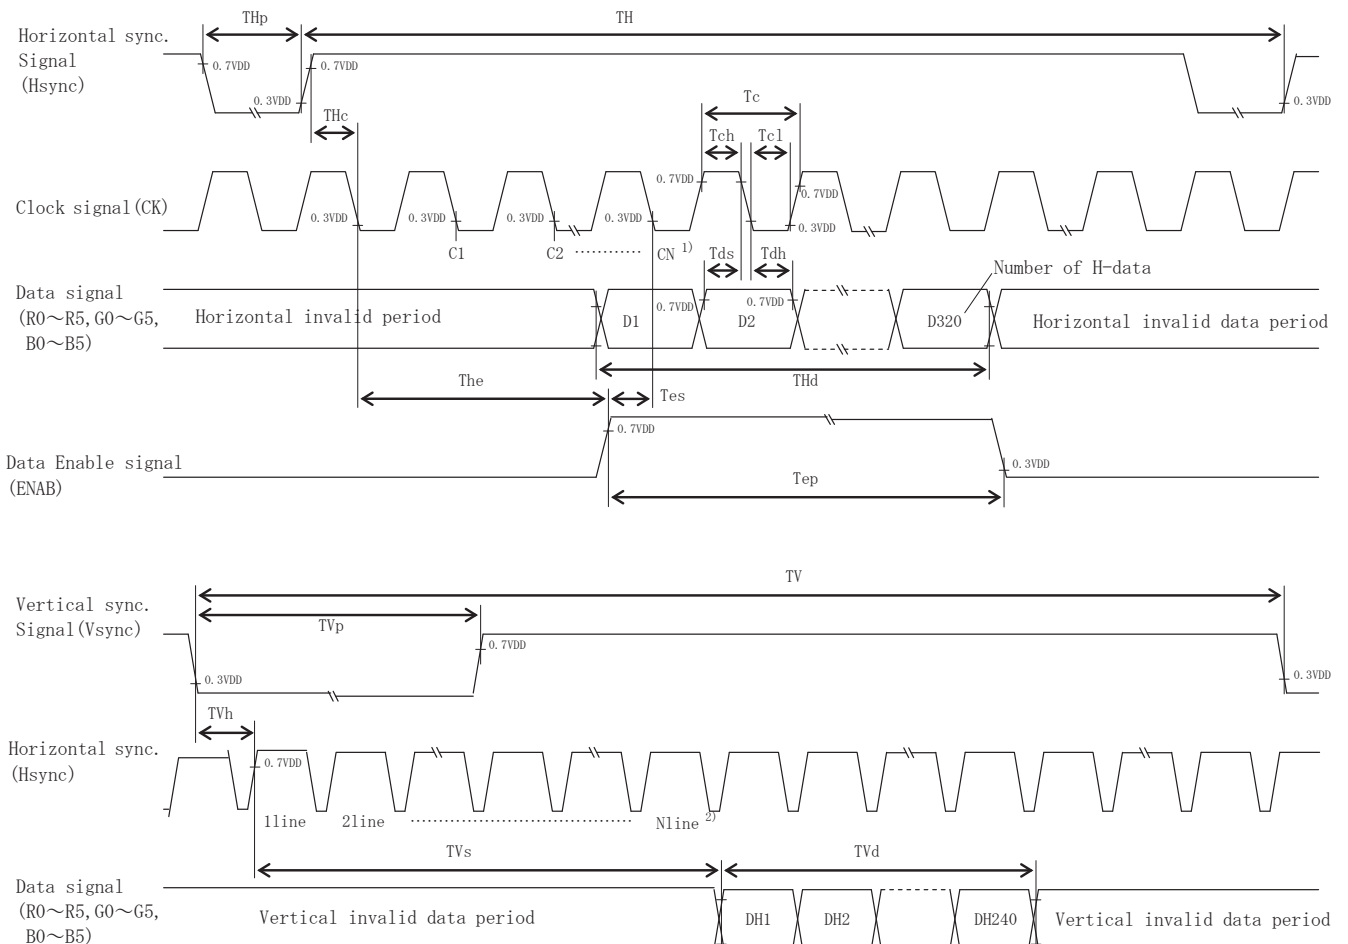 THp
TH
Horizontal sync.
Signal
(Hsync)
0.7VDD
0.7VDD
0.3VDD
0.3VDD
THc
Tc
Tch
Tcl
Clock signal(CK)
0.3VDD
0.3VDD
0.3VDD
0.3VDD
0.7VDD
0.7VDD
0.3VDD
C1
C2
CN 1)
Tds
Tdh
Number of H-data
Data signal
(R0～R5,G0～G5,
B0～B5)
Horizontal invalid period
0.7VDD
0.7VDD
D1
D2
D320
Horizontal invalid data period
THd
The
Tes
0.7VDD
Data Enable signal
(ENAB)
0.3VDD
Tep
TV
Vertical sync.
Signal(Vsync)
TVp
0.7VDD
0.3VDD
0.3VDD
TVh
Horizontal sync.
(Hsync)
0.7VDD
1line
2line
Nline 2)
TVs
TVd
Data signal
(R0～R5,G0～G5,
B0～B5)
Vertical invalid data period
DH1
DH2
DH240
Vertical invalid data period